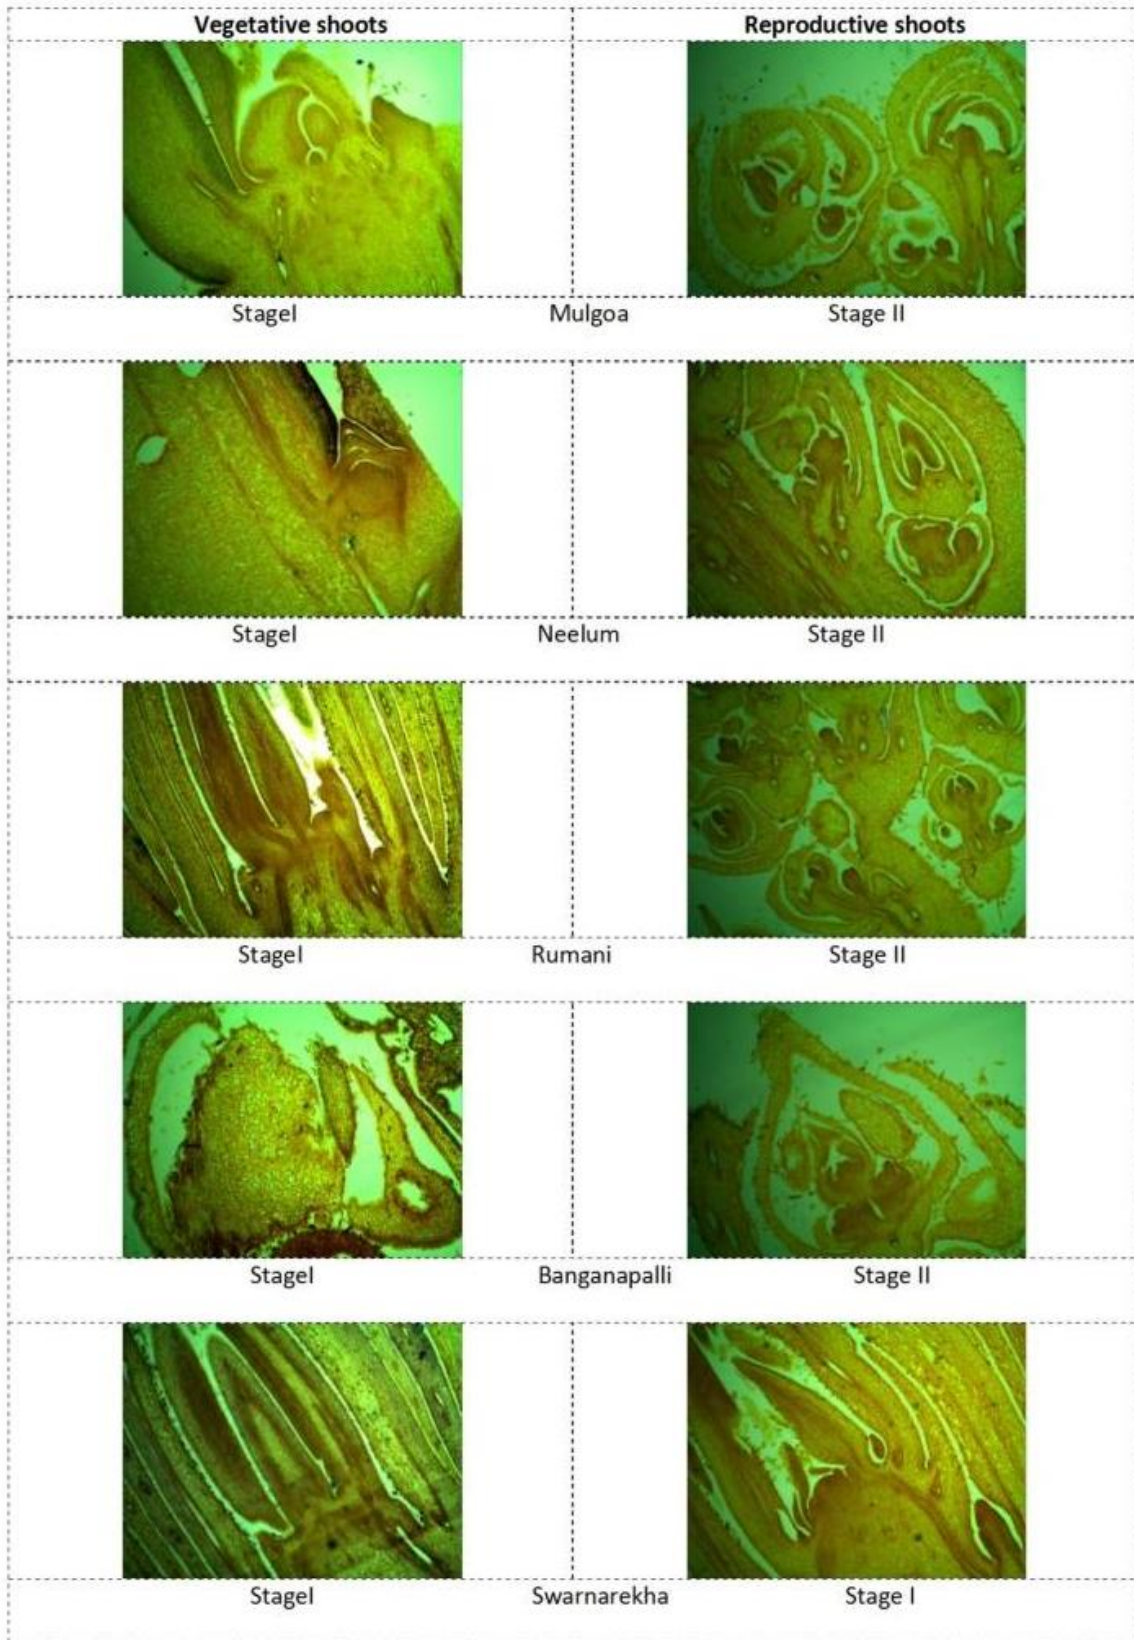 Vegetative shoots Reproductive shoots
StageI Mulgoa Stage II
StageI Neelum Stage II
StageI Rumani Stage II
StageI Banganapalli Stage II
StageI Swarnarekha Stage I